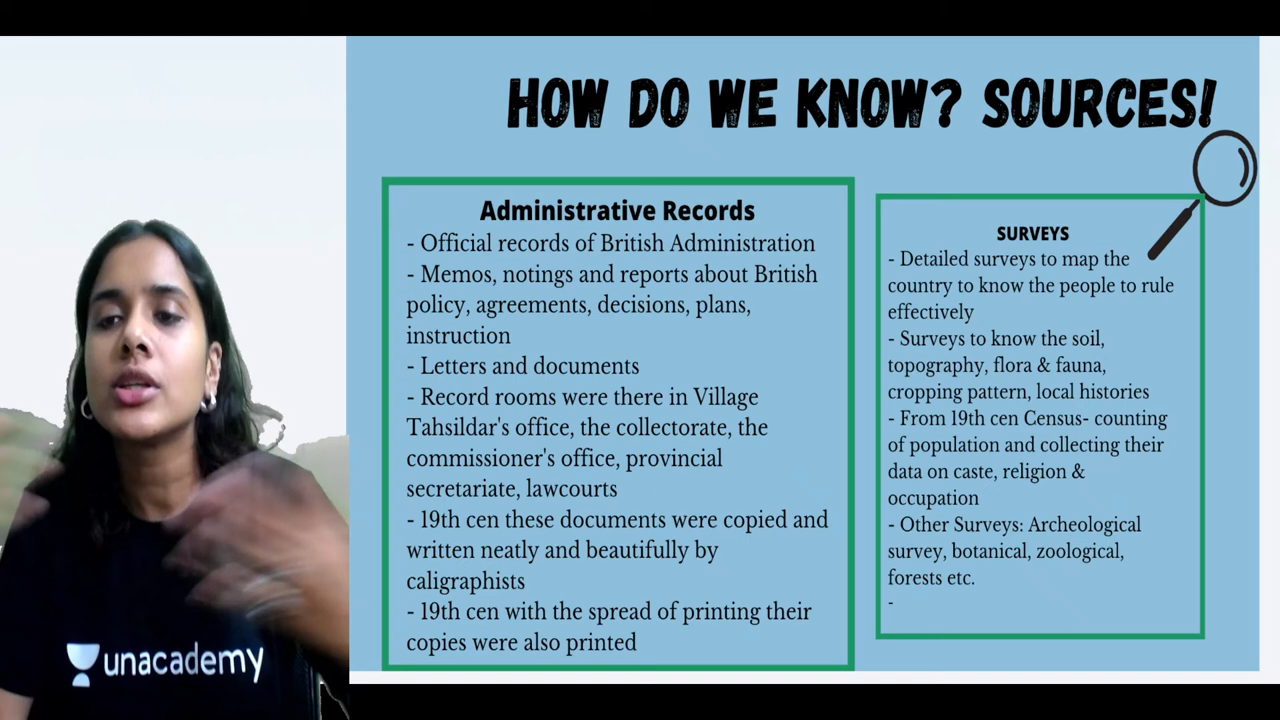 HOW DO WE KNOW? SOURCES!
Administrative Records
- Official records of British Administration
- Memos, notings and reports about British
policy, agreements, decisions, plans,
instruction
- Letters and documents
- Record rooms were there in Village
Tahsildar's office, the collectorate, the
commissioner's office, provincial
secretariate, lawcourts
- 19th cen these documents were copied and
written neatly and beautifully by
caligraphists
- 19th cen with the spread of printing their
copies were also printed
SURVEYS
- Detailed surveys to map the
country to know the people to rule
effectively
- Surveys to know the soil,
topography, flora & fauna,
cropping pattern, local histories
- From 19th cen Census- counting
of population and collecting their
data on caste, religion &
occupation
- Other Surveys: Archeological
survey, botanical, zoological,
forests etc.
-
unacademy